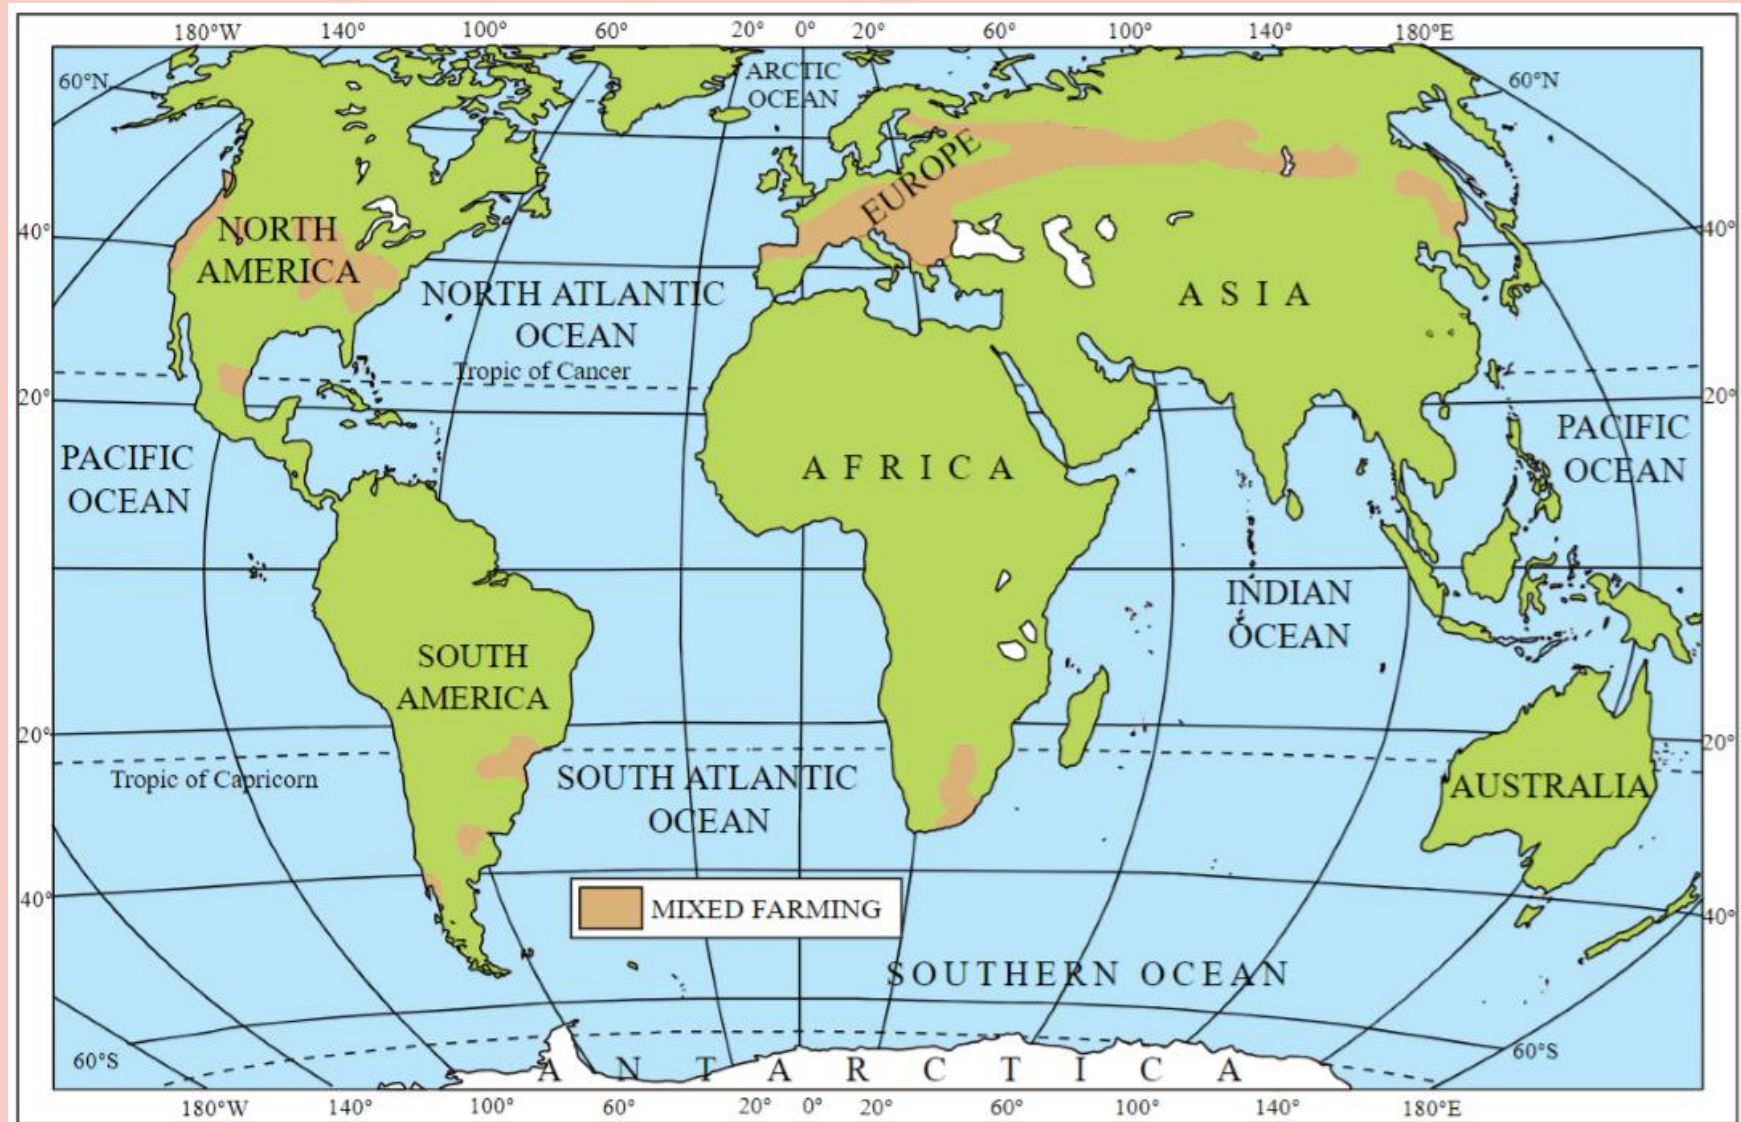 180°W 140° 100° 60° 20° 0° 20° 60° 100° 140° 180°E
ARCTIC
OCEAN
60°N
60°N
EUROPE
NORTH
AMERICA
40°
40°
ASIA
NORTH ATLANTIC
OCEAN
Tropic of Cancer
20°
20°
PACIFIC
OCEAN
AFRICA
PACIFIC
OCEAN
INDIAN
OCEAN
SOUTH
AMERICA
20°
20°
Tropic of Capricorn
SOUTH ATLANTIC
OCEAN
AUSTRALIA
40°
40°
MIXED FARMING
SOUTHERN OCEAN
60°S
60°S
ANTARCTICA
180°W 140° 100° 60° 20° 0° 20° 60° 100° 140° 180°E